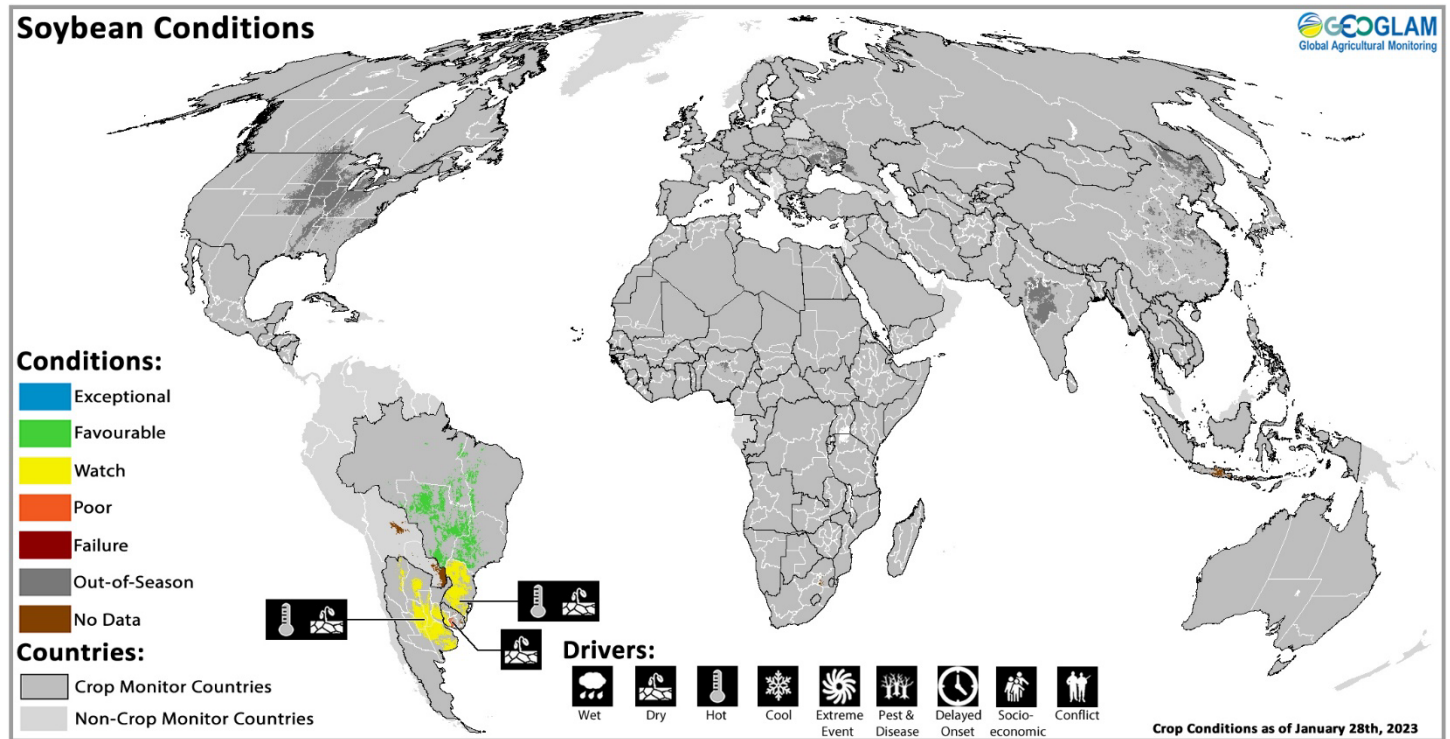 Soybean Conditions
GEOGLAM
Global Agricultural Monitoring
Conditions:
Exceptional
Favourable
Watch
Poor
Failure
Out-of-Season
No Data
Countries:
Crop Monitor Countries
Non-Crop Monitor Countries
Drivers:
Wet
Dry
Hot
Cool
Extreme
Event
Pest &
Disease
Delayed
Onset
Socio-
economic
Conflict
Crop Conditions as of January 28th, 2023